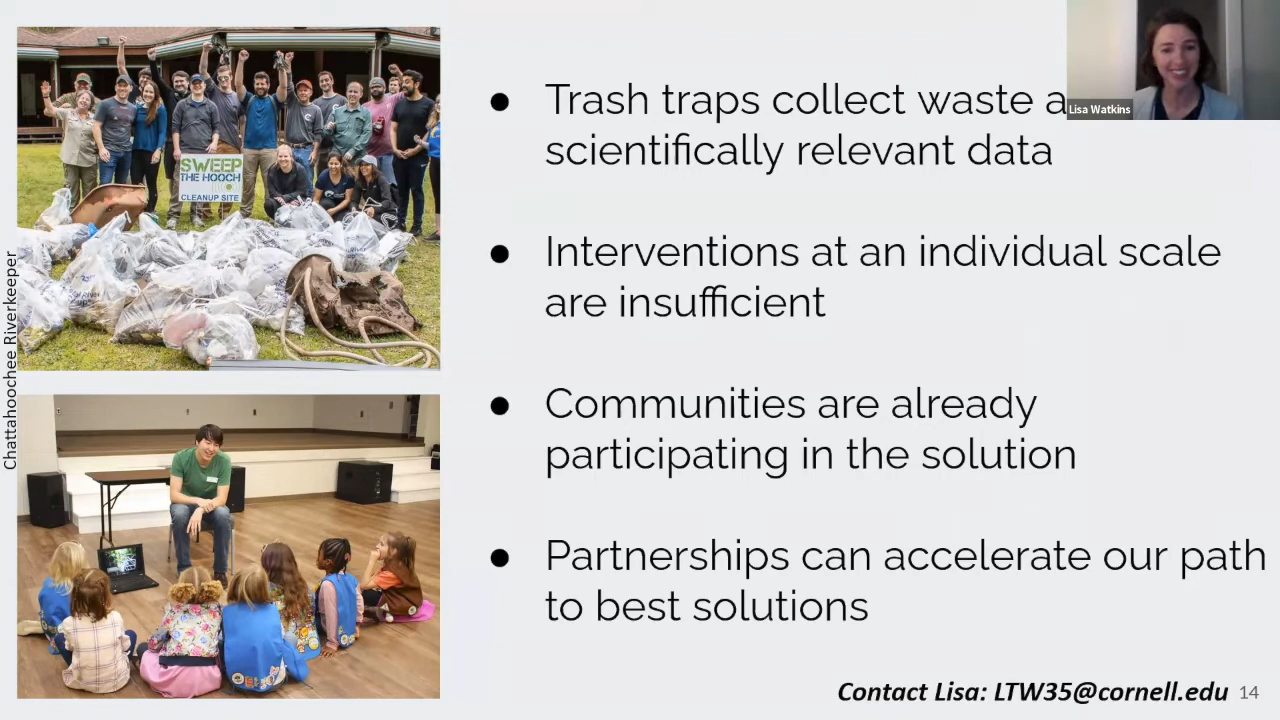 Lisa Watkins
● Trash traps collect waste a
scientifically relevant data
● Interventions at an individual scale
are insufficient
● Communities are already
participating in the solution
● Partnerships can accelerate our path
to best solutions
Contact Lisa: LTW35@cornell.edu 14
Chattahoochee Riverkeeper
SWEEP
THE HOOCH
CLEANUP SITE